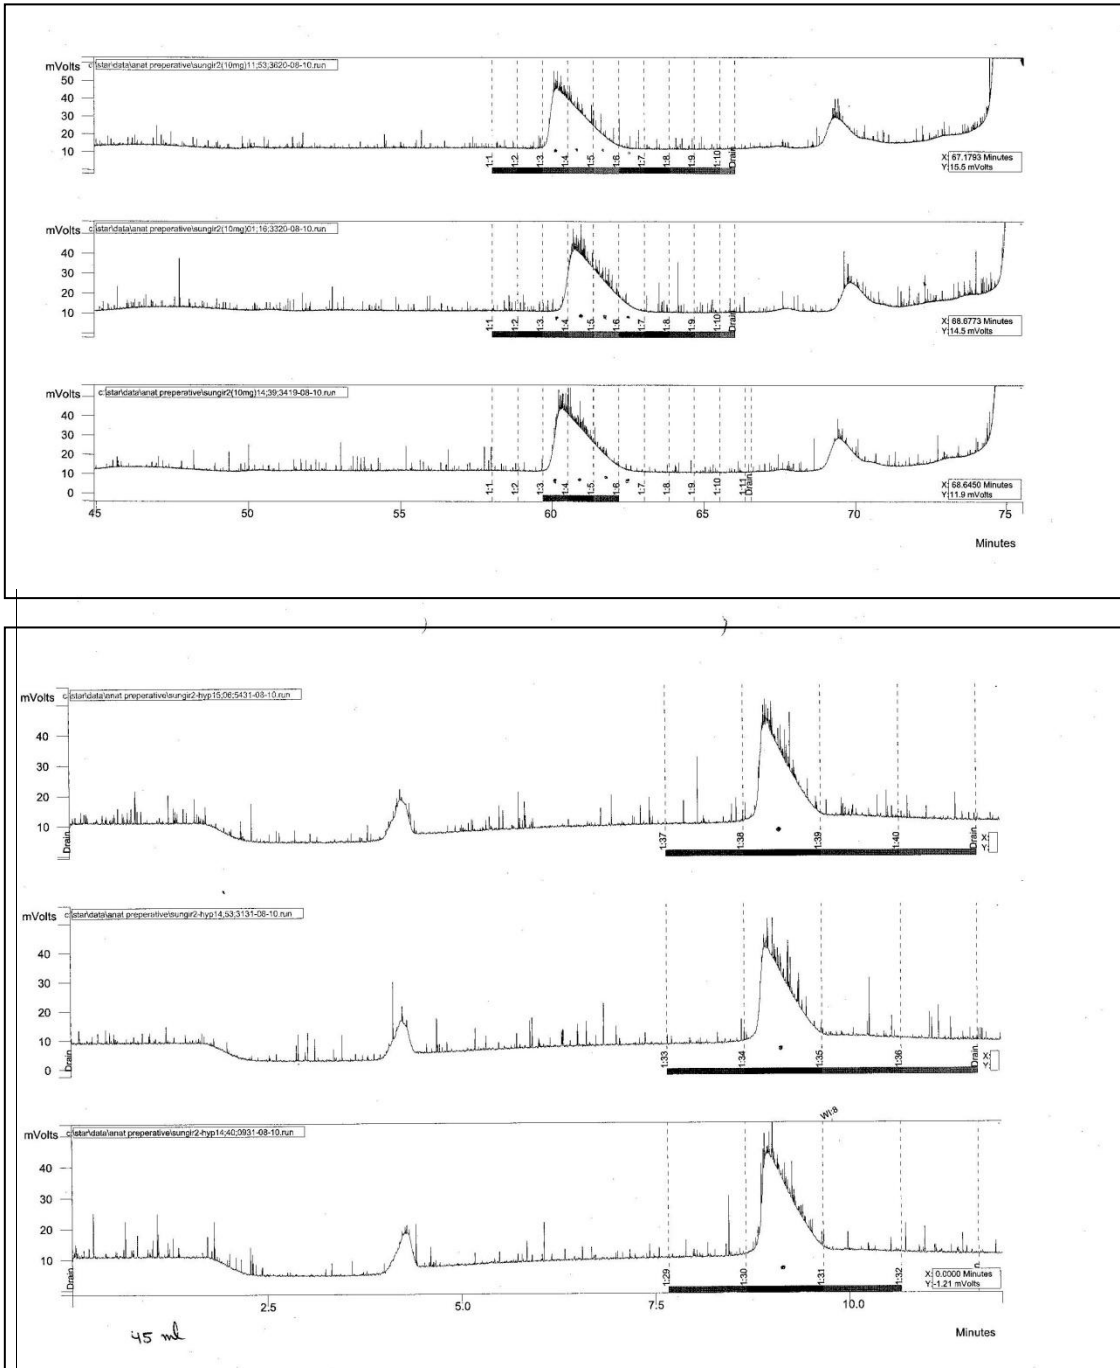 mVolts
c:\star\data\anat preperative\sungir2(10mg)11;53;3620-08-10.run
50
40
30
20
10
1:1.
1:2.
1:3.
1:4.
1:5.
1:6.
1:7.
1:8.
1:9.
1:10
Drain.
X: 67.1793 Minutes
Y: 15.5 mVolts
mVolts
c:\star\data\anat preperative\sungir2(10mg)01;16;3320-08-10.run
40
30
20
10
1:1.
1:2.
1:3.
1:4.
1:5.
1:6.
1:7.
1:8.
1:9.
1:10
Drain.
X: 68.6773 Minutes
Y: 14.5 mVolts
mVolts
c:\star\data\anat preperative\sungir2(10mg)14;39;3419-08-10.run
40
30
20
10
0
1:1.
1:2.
1:3.
1:4.
1:5.
1:6.
1:7.
1:8.
1:9.
1:10
1:11
Drain.
X: 68.6450 Minutes
Y: 11.9 mVolts
45 50 55 60 65 70 75
Minutes
mVolts
c:\star\data\anat preperative\sungir2-hyp15;06;5431-08-10.run
40
30
20
10
Drain.
1:37
1:38
1:39
1:40
Drain.
X:
Y:
mVolts
c:\star\data\anat preperative\sungir2-hyp14;53;3131-08-10.run
40
30
20
10
0
Drain.
1:33
1:34
1:35
1:36
Drain.
X:
Y:
WI:8
mVolts
c:\star\data\anat preperative\sungir2-hyp14;40;0931-08-10.run
40
30
20
10
Drain.
1:29
1:30
1:31
1:32
X: 0.0000 Minutes
Y:-1.21 mVolts
2.5 5.0 7.5 10.0
45 ml
Minutes